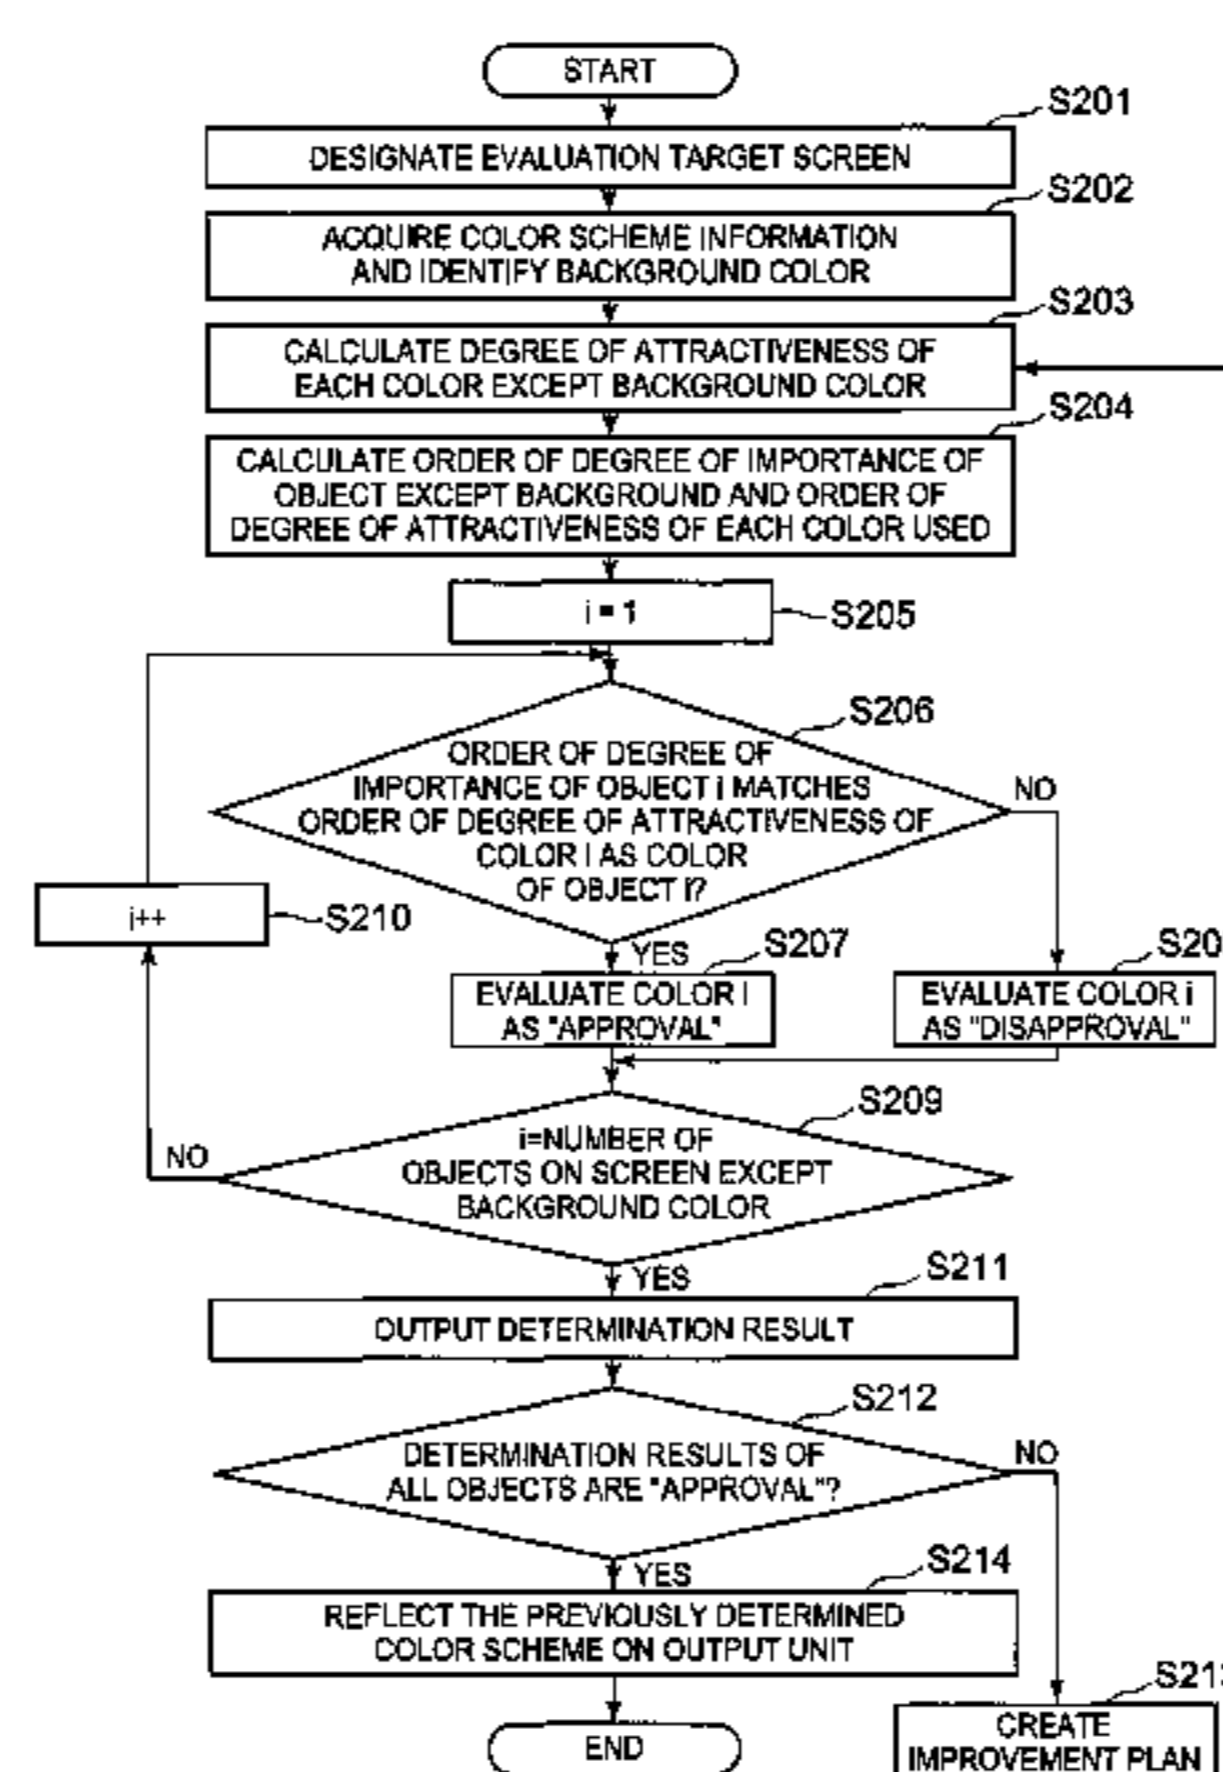 START
S201
DESIGNATE EVALUATION TARGET SCREEN
S202
ACQUIRE COLOR SCHEME INFORMATION
AND IDENTIFY BACKGROUND COLOR
S203
CALCULATE DEGREE OF ATTRACTIVENESS OF
EACH COLOR EXCEPT BACKGROUND COLOR
S204
CALCULATE ORDER OF DEGREE OF IMPORTANCE OF
OBJECT EXCEPT BACKGROUND AND ORDER OF
DEGREE OF ATTRACTIVENESS OF EACH COLOR USED
i = 1
S205
S206
ORDER OF DEGREE OF
IMPORTANCE OF OBJECT i MATCHES
ORDER OF DEGREE OF ATTRACTIVENESS OF
COLOR i AS COLOR
OF OBJECT i?
NO
i++
S210
YES
S207
EVALUATE COLOR i
AS "APPROVAL"
S20
EVALUATE COLOR i
AS "DISAPPROVAL"
S209
i=NUMBER OF
OBJECTS ON SCREEN EXCEPT
BACKGROUND COLOR
NO
YES
S211
OUTPUT DETERMINATION RESULT
S212
DETERMINATION RESULTS OF
ALL OBJECTS ARE "APPROVAL"?
NO
YES
S214
REFLECT THE PREVIOUSLY DETERMINED
COLOR SCHEME ON OUTPUT UNIT
S213
CREATE
IMPROVEMENT PLAN
END